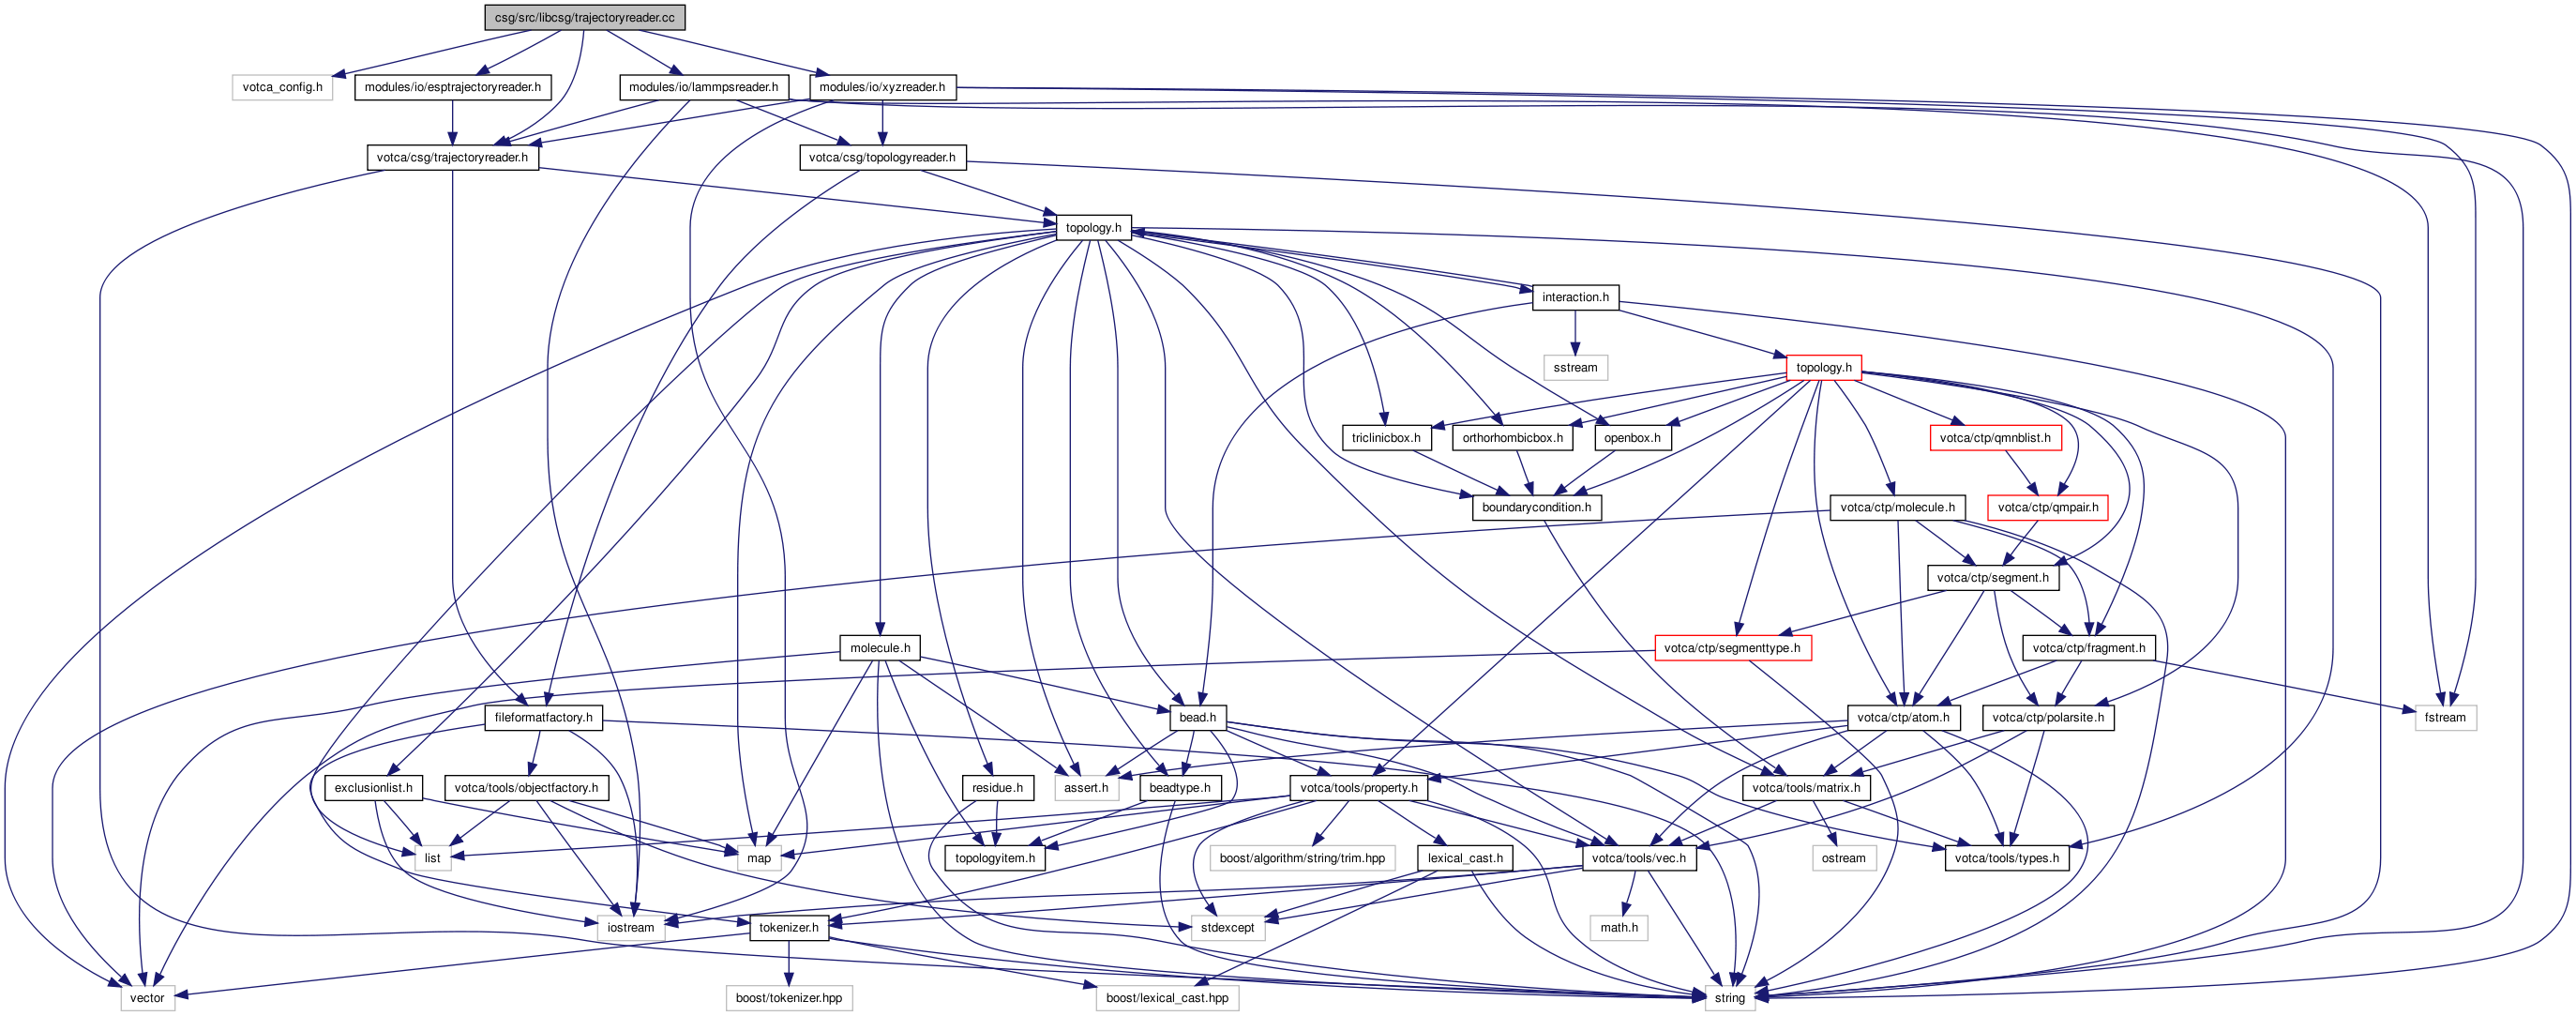 csg/src/libcsg/trajectoryreader.cc
votca_config.h
modules/io/esptrajectoryreader.h
modules/io/lammpsreader.h
modules/io/xyzreader.h
votca/csg/trajectoryreader.h
votca/csg/topologyreader.h
topology.h
interaction.h
sstream
topology.h
triclinicbox.h
orthorhombicbox.h
openbox.h
votca/ctp/qmnblist.h
boundarycondition.h
votca/ctp/molecule.h
votca/ctp/qmpair.h
votca/ctp/segment.h
molecule.h
votca/ctp/segmenttype.h
votca/ctp/fragment.h
fileformatfactory.h
bead.h
votca/ctp/atom.h
votca/ctp/polarsite.h
fstream
exclusionlist.h
votca/tools/objectfactory.h
residue.h
assert.h
beadtype.h
votca/tools/property.h
votca/tools/matrix.h
list
map
topologyitem.h
boost/algorithm/string/trim.hpp
lexical_cast.h
votca/tools/vec.h
ostream
votca/tools/types.h
iostream
tokenizer.h
stdexcept
math.h
vector
boost/tokenizer.hpp
boost/lexical_cast.hpp
string